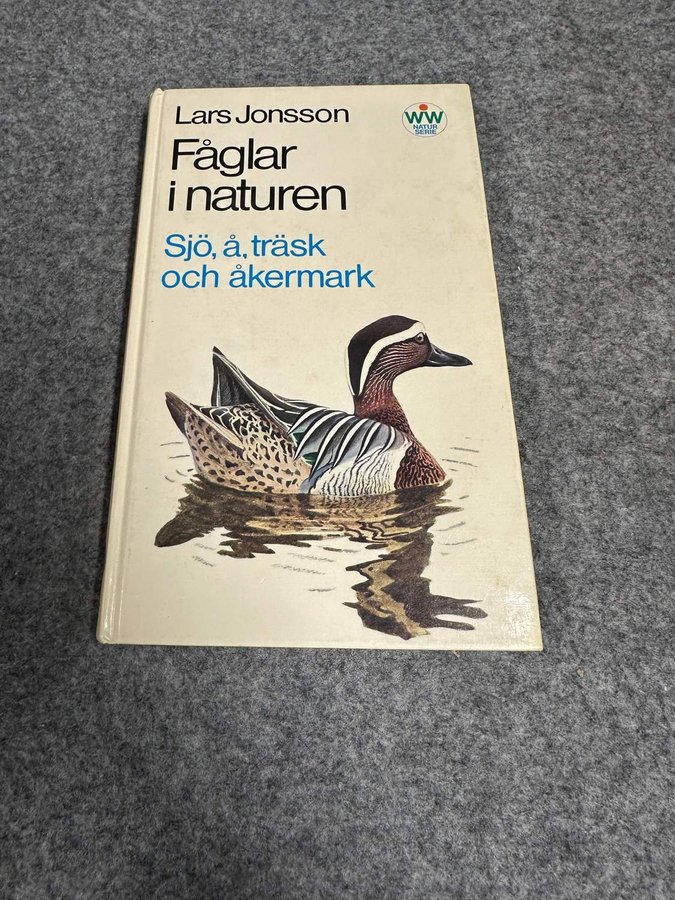 Lars Jonsson
WW
NATUR
SERIE
Fåglar
i naturen
Sjö, å, träsk
och åkermark